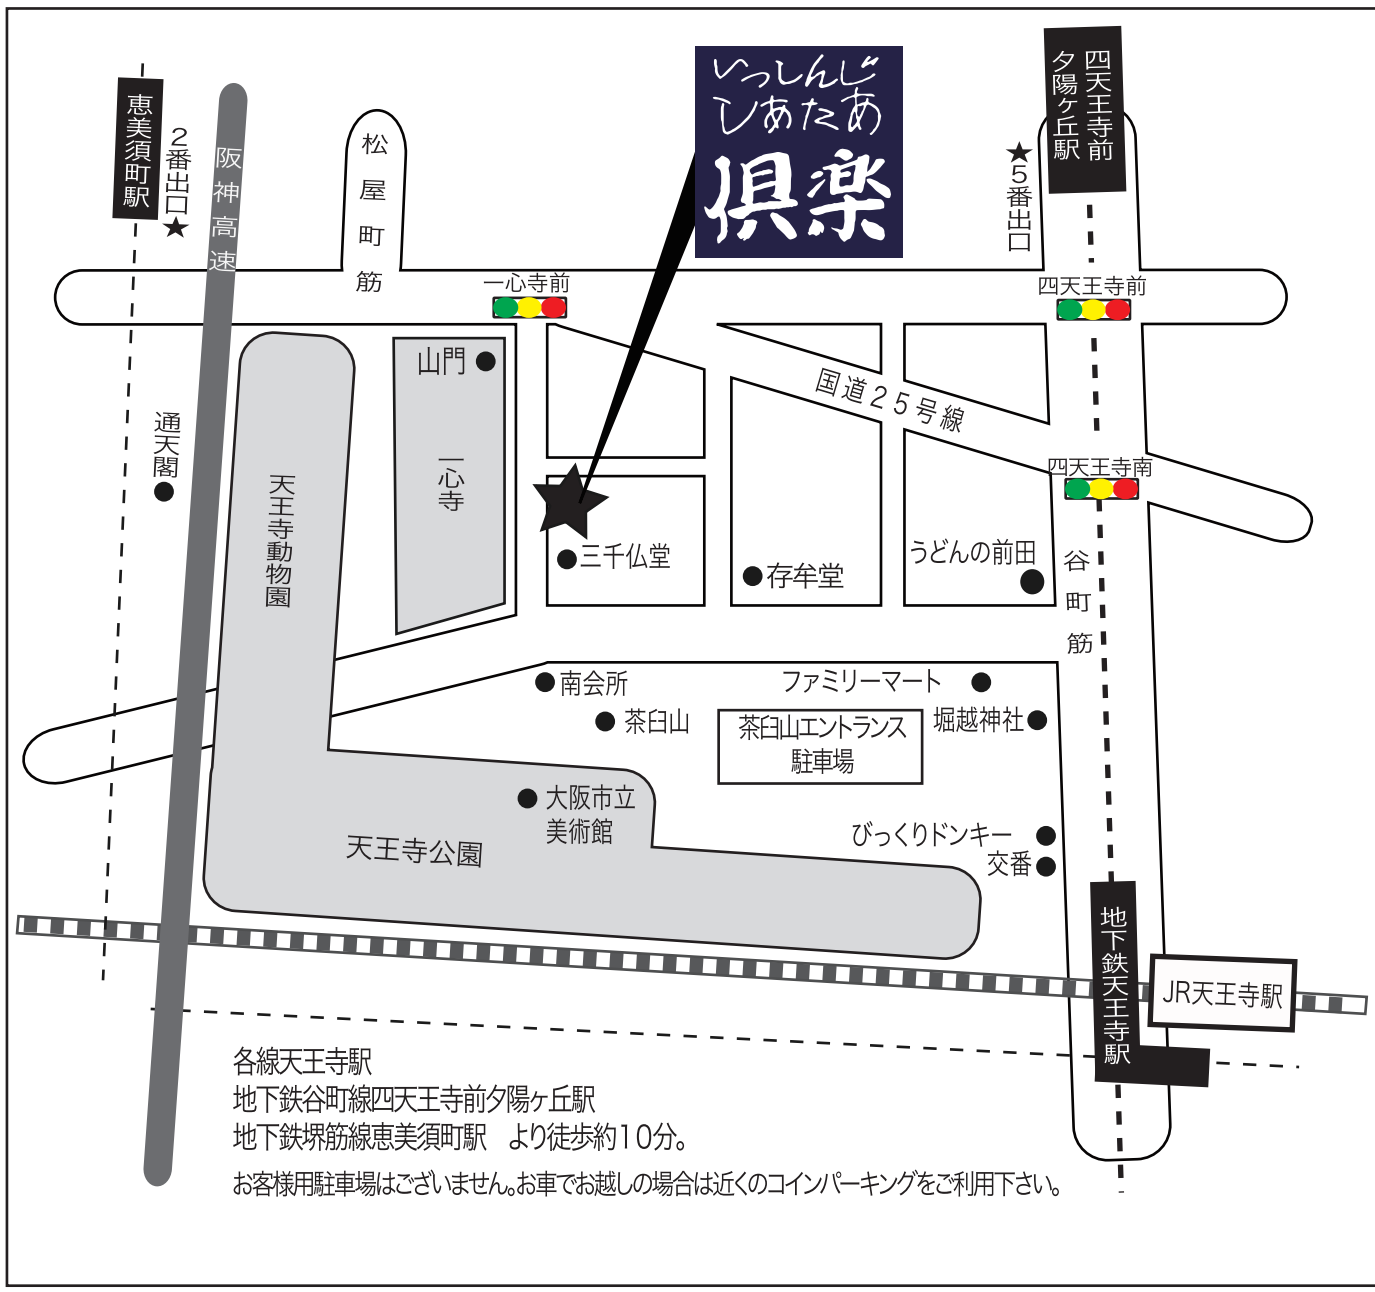 いっしんじ
しあたあ
倶楽
四天王寺前
夕陽ヶ丘駅
恵美須町駅
２番出口★
阪神高速
松屋町筋
★５番出口
一心寺前
四天王寺前
山門
国道２５号線
通天閣
一心寺
四天王寺南
天王寺動物園
三千仏堂
存牟堂
うどんの前田
谷町筋
南会所
ファミリーマート
茶臼山
茶臼山エントランス
駐車場
堀越神社
大阪市立
美術館
びっくりドンキー
天王寺公園
交番
地下鉄天王寺駅
JR天王寺駅
各線天王寺駅
地下鉄谷町線四天王寺前夕陽ヶ丘駅
地下鉄堺筋線恵美須町駅　より徒歩約１０分。
お客様用駐車場はございません。お車でお越しの場合は近くのコインパーキングをご利用下さい。